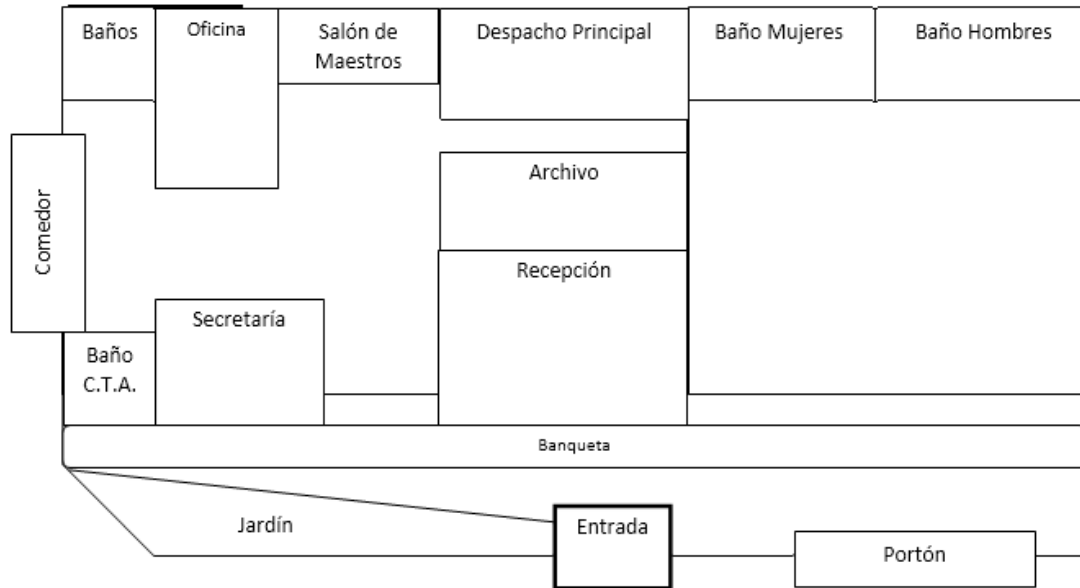 Baños
Oficina
Salón de
Maestros
Despacho Principal
Baño Mujeres
Baño Hombres
Archivo
Comedor
Recepción
Secretaría
Baño
C.T.A.
Banqueta
Jardín
Entrada
Portón